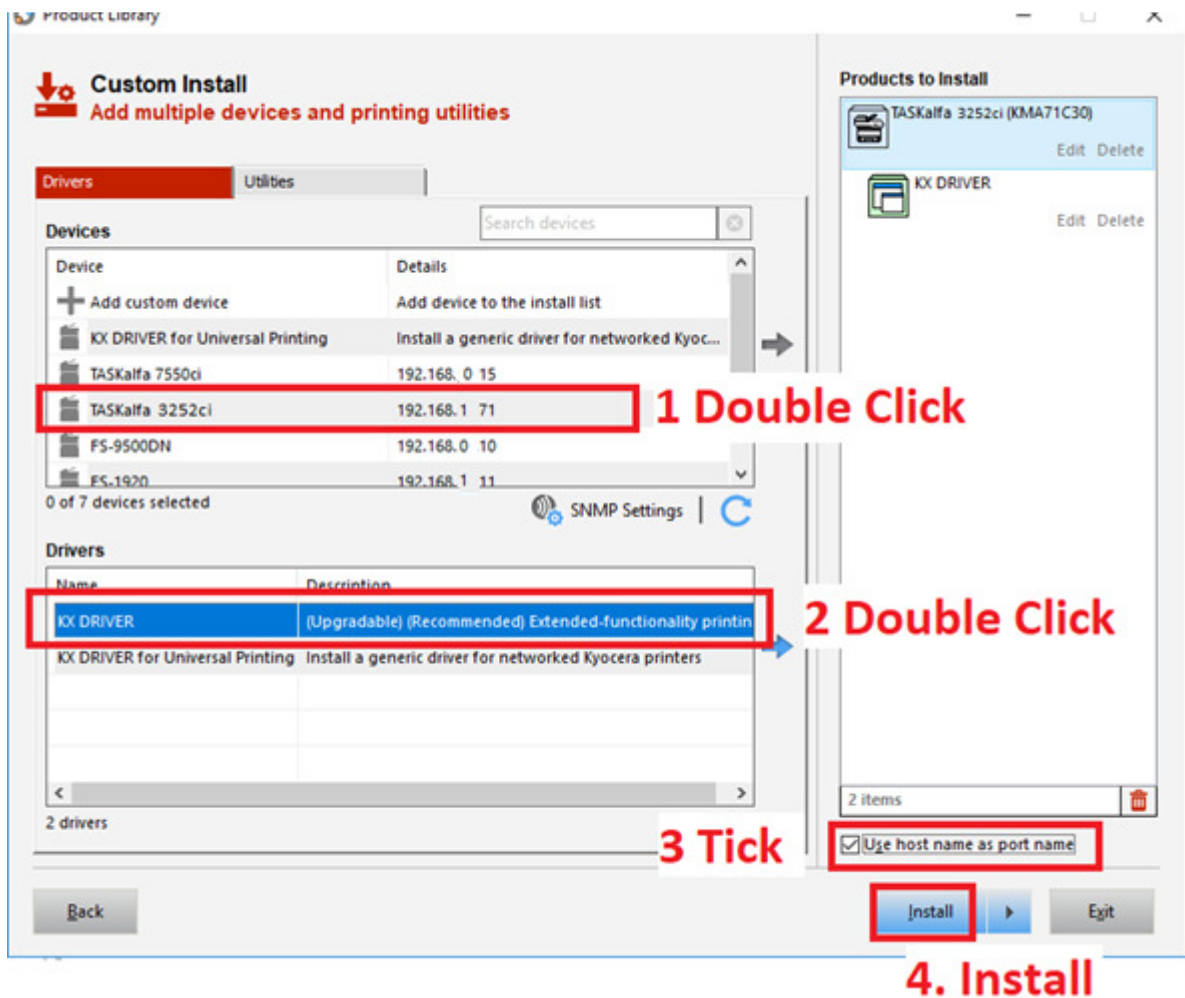 Product Library
Custom Install
Add multiple devices and printing utilities
Drivers
Utilities
Devices
Search devices
Device Details
Add custom device Add device to the install list
KX DRIVER for Universal Printing Install a generic driver for networked Kyoc...
TASKalfa 7550ci 192.168. 0 15
TASKalfa 3252ci 192.168.1 71
1 Double Click
FS-9500DN 192.168.0 10
FS-1920 192.168.1 11
0 of 7 devices selected
SNMP Settings
Drivers
Name Description
KX DRIVER (Upgradable) (Recommended) Extended-functionality printin
2 Double Click
KX DRIVER for Universal Printing Install a generic driver for networked Kyocera printers
2 drivers
Products to Install
TASKalfa 3252ci (KMA71C30)
Edit Delete
KX DRIVER
Edit Delete
2 items
3 Tick
Use host name as port name
Back
Install
Exit
4. Install